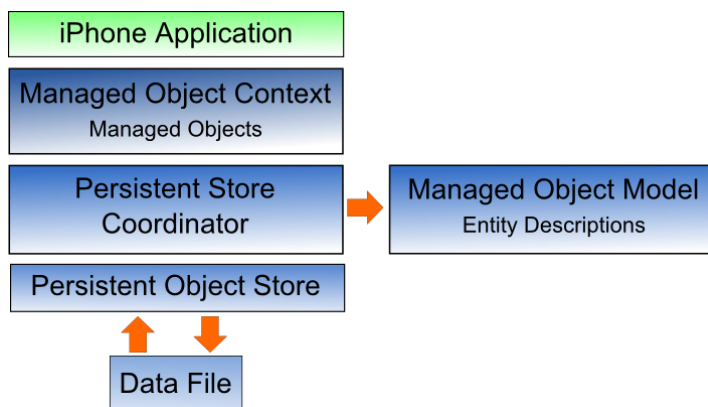 iPhone Application
Managed Object Context
Managed Objects
Persistent Store
Coordinator
Managed Object Model
Entity Descriptions
Persistent Object Store
Data File